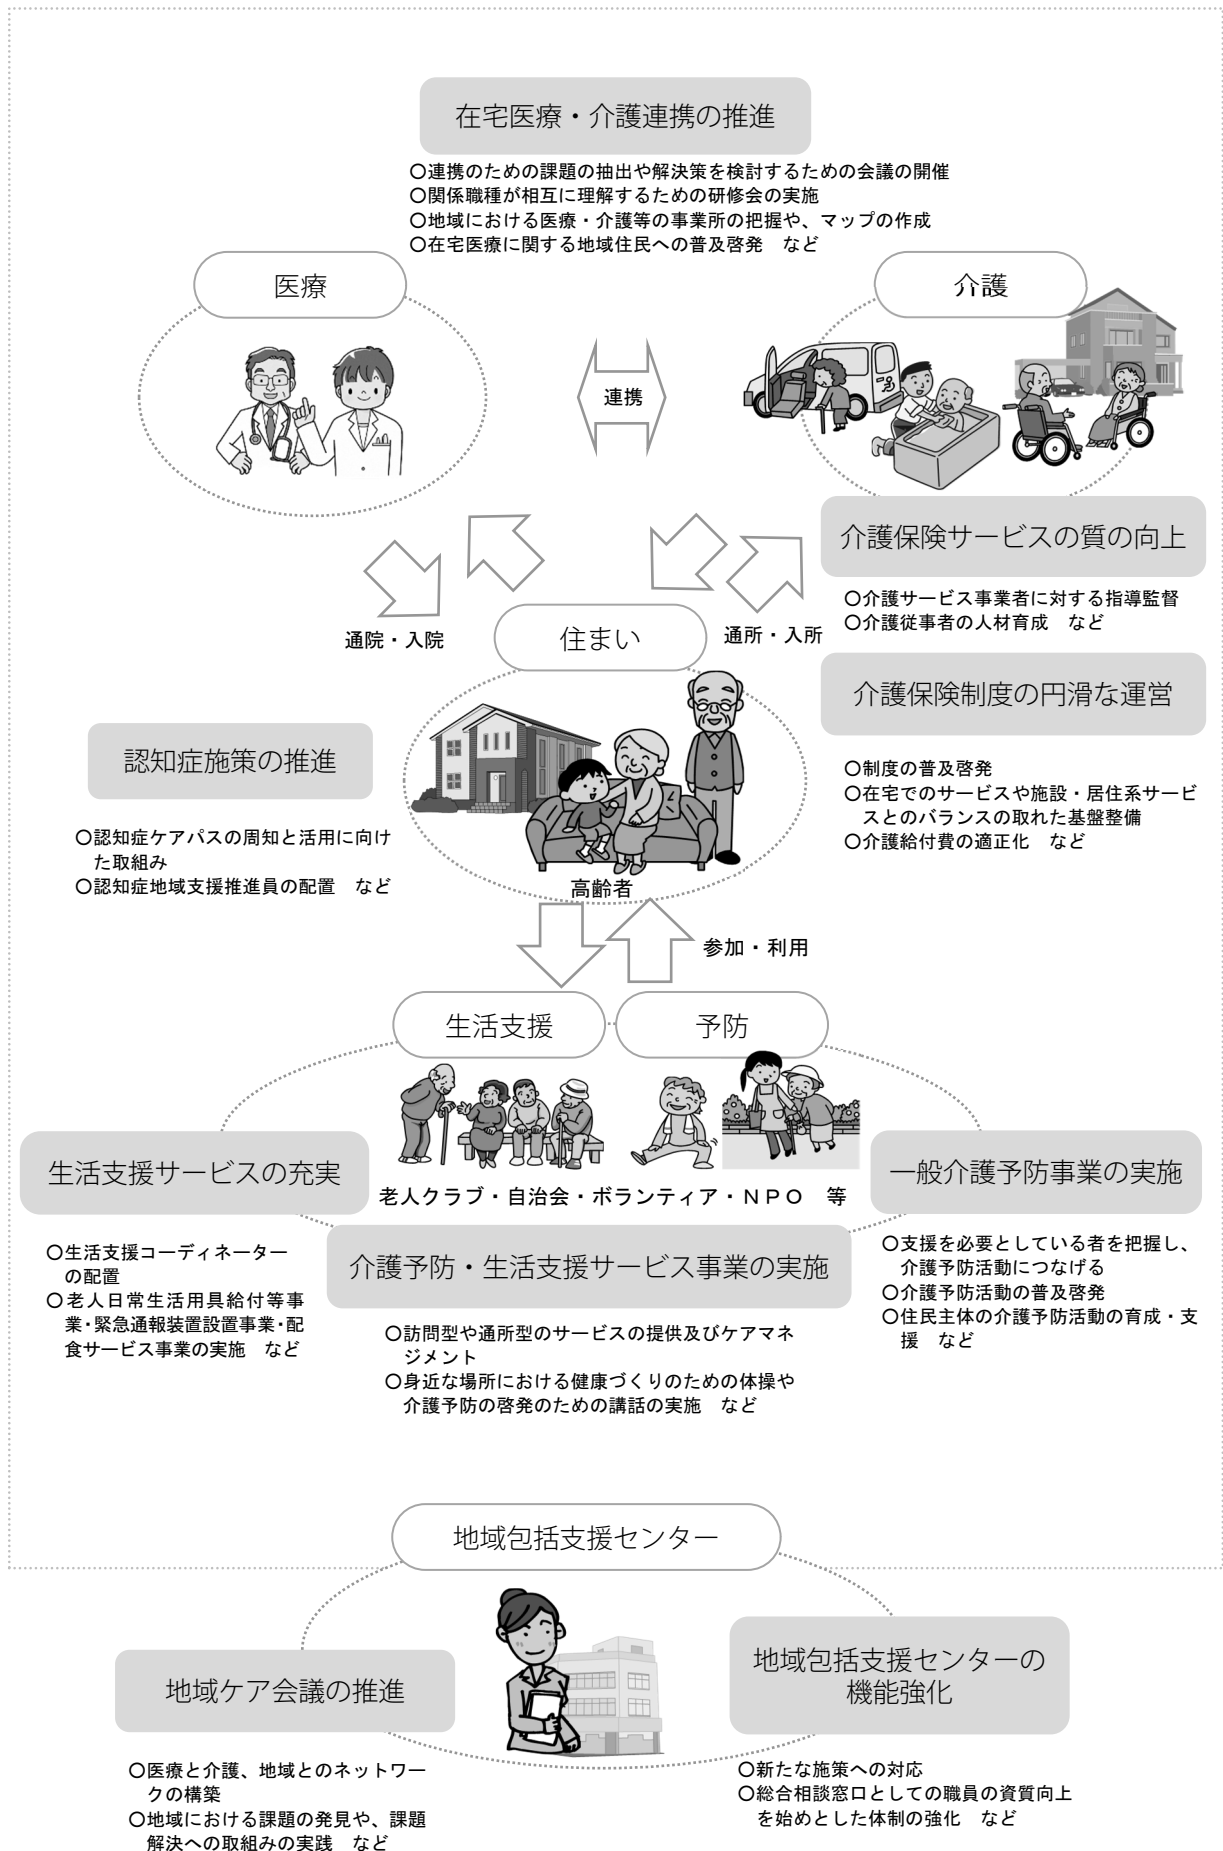 在宅医療・介護連携の推進
〇連携のための課題の抽出や解決策を検討するための会議の開催
〇関係職種が相互に理解するための研修会の実施
〇地域における医療・介護等の事業所の把握や、マップの作成
〇在宅医療に関する地域住民への普及啓発　など
医療
介護
連携
介護保険サービスの質の向上
〇介護サービス事業者に対する指導監督
〇介護従事者の人材育成　など
通院・入院
住まい
通所・入所
介護保険制度の円滑な運営
〇制度の普及啓発
〇在宅でのサービスや施設・居住系サービ
スとのバランスの取れた基盤整備
〇介護給付費の適正化　など
認知症施策の推進
〇認知症ケアパスの周知と活用に向け
た取組み
〇認知症地域支援推進員の配置　など
高齢者
参加・利用
生活支援
予防
生活支援サービスの充実
〇生活支援コーディネーター
の配置
〇老人日常生活用具給付等事
業・緊急通報装置設置事業・配
食サービス事業の実施　など
老人クラブ・自治会・ボランティア・ＮＰＯ　等
介護予防・生活支援サービス事業の実施
〇訪問型や通所型のサービスの提供及びケアマネ
ジメント
〇身近な場所における健康づくりのための体操や
介護予防の啓発のための講話の実施　など
一般介護予防事業の実施
〇支援を必要としている者を把握し、
介護予防活動につなげる
〇介護予防活動の普及啓発
〇住民主体の介護予防活動の育成・支
援　など
地域包括支援センター
地域ケア会議の推進
〇医療と介護、地域とのネットワー
クの構築
〇地域における課題の発見や、課題
解決への取組みの実践　など
地域包括支援センターの
機能強化
〇新たな施策への対応
〇総合相談窓口としての職員の資質向上
を始めとした体制の強化　など